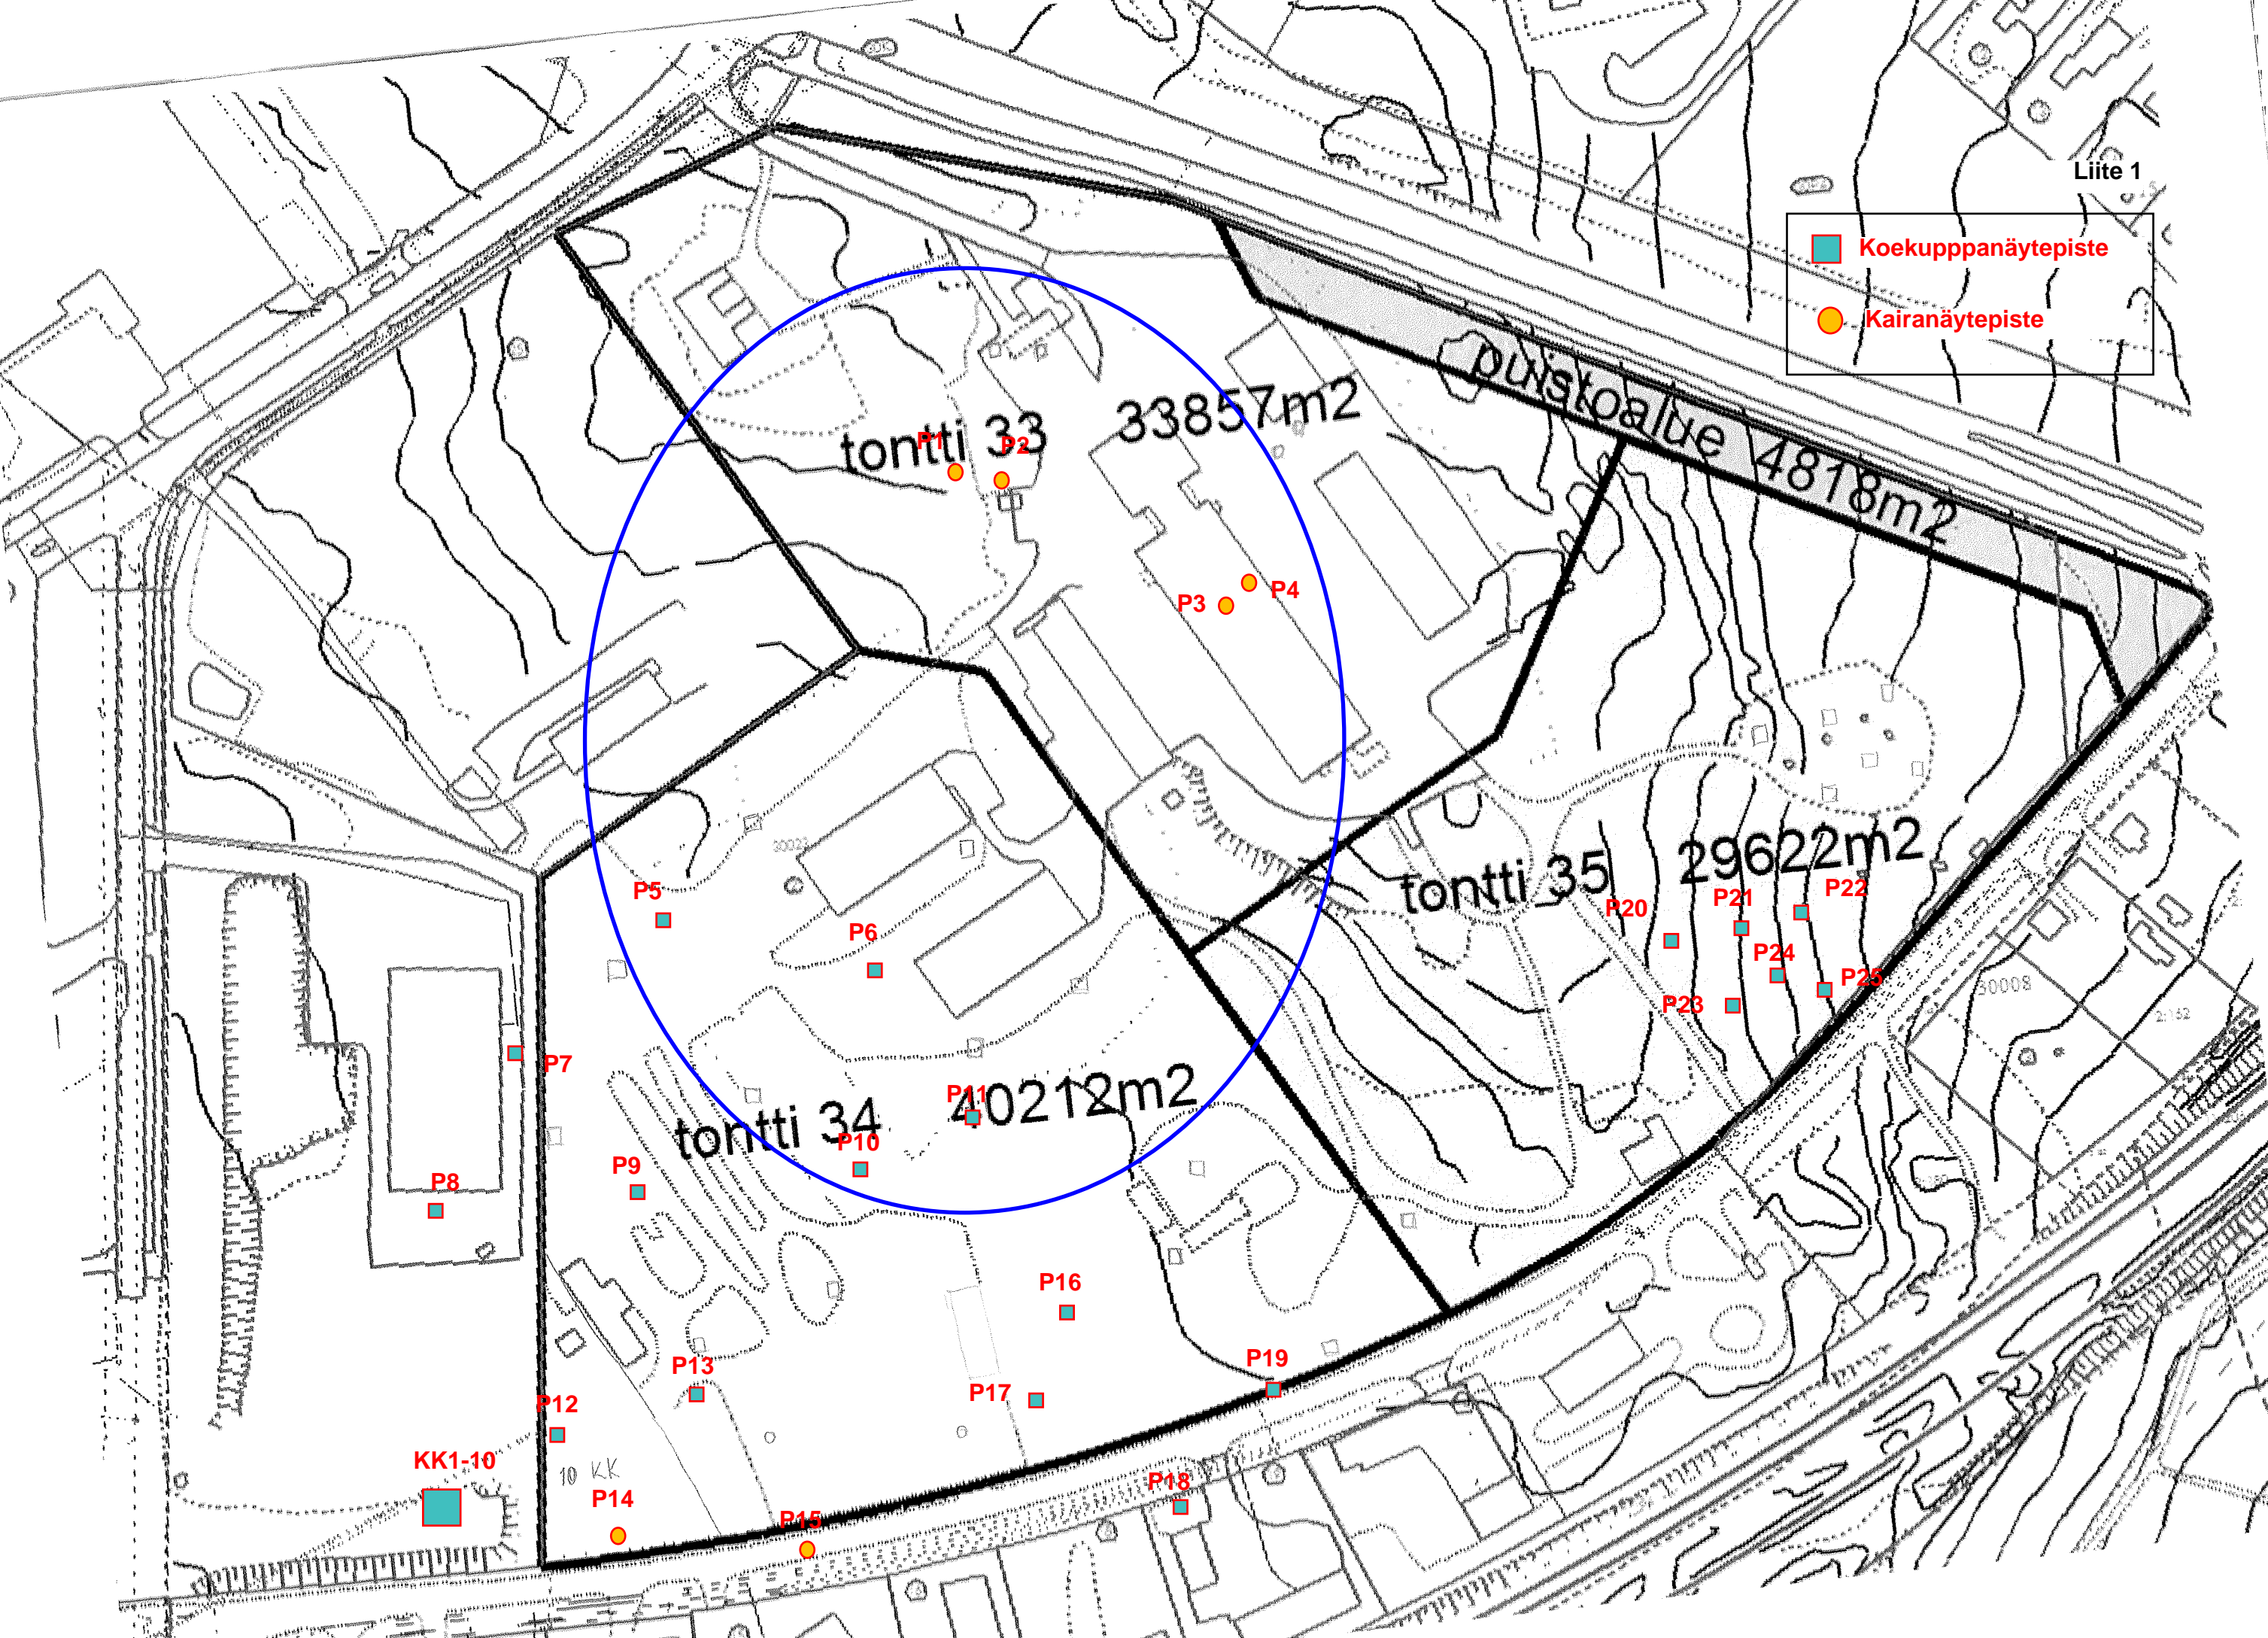 Liite 1
Koekupppanäytepiste
Kairanäytepiste
puistoalue 4818m2
tontti 33 33857m2
P1
P2
P3
P4
tontti 35 29622m2
P5
P6
P20
P21
P22
P24
P25
P23
30008
P7
P11
tontti 34 40212m2
P10
P9
P8
P16
P19
P13
P17
P12
KK1-10
10 KK
P14
P18
P15